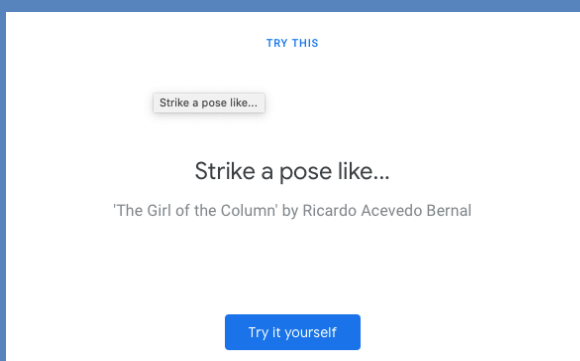 TRY THIS
Strike a pose like...
Strike a pose like...
'The Girl of the Column' by Ricardo Acevedo Bernal
Try it yourself